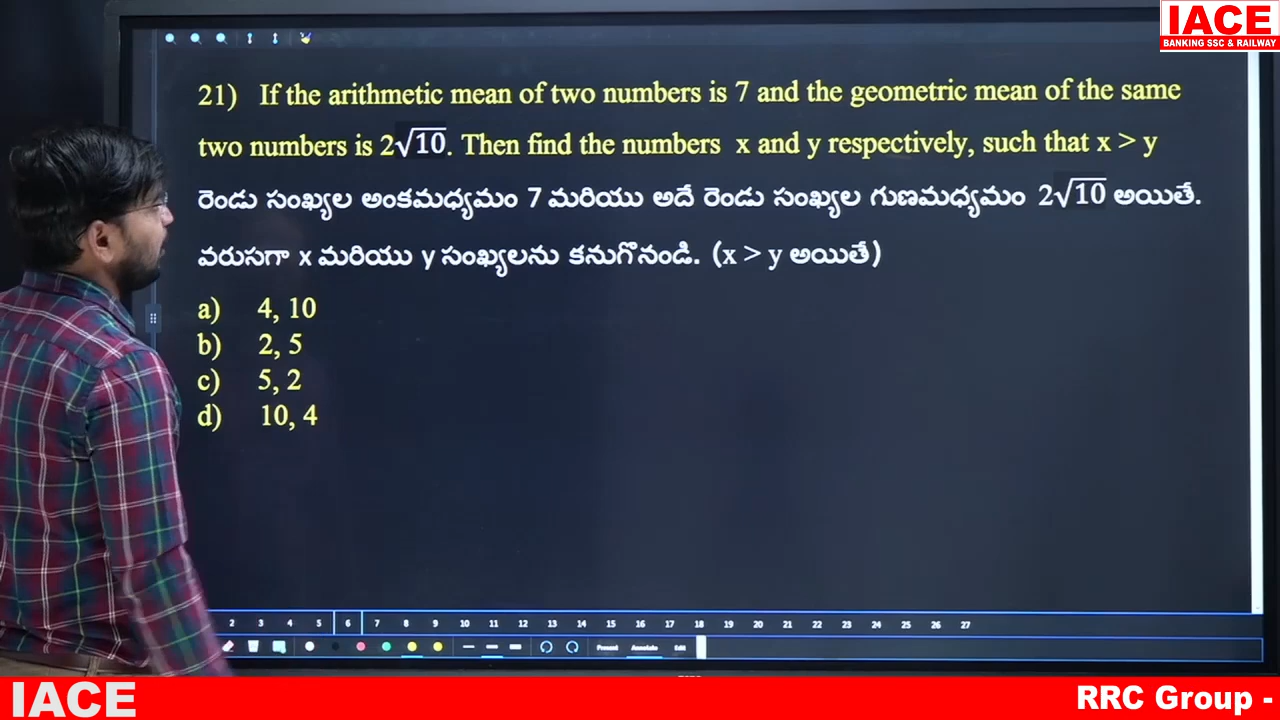 IACE
BANKING SSC & RAILWAY
21) If the arithmetic mean of two numbers is 7 and the geometric mean of the same
two numbers is 2√10. Then find the numbers x and y respectively, such that x > y
రెండు సంఖ్యల అంకమధ్యమం 7 మరియు అదే రెండు సంఖ్యల గుణమధ్యమం 2√10 అయితే.
వరుసగా x మరియు y సంఖ్యలను కనుగొనండి. (x > y అయితే)
a) 4, 10
b) 2, 5
c) 5, 2
d) 10, 4
2 3 4 5 6 7 8 9 10 11 12 13 14 15 16 17 18 19 20 21 22 23 24 25 26 27
Present Annotate Edit
IACE
RRC Group -